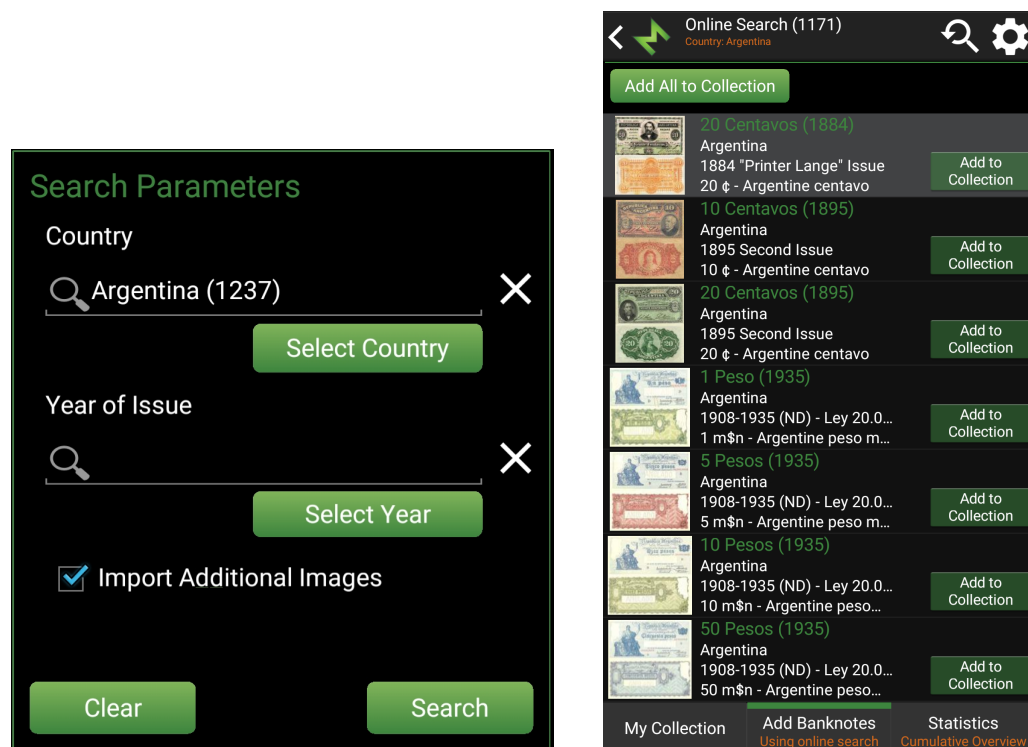 Search Parameters
Country
Argentina (1237)
Select Country
Year of Issue
Select Year
Import Additional Images
Clear
Search
Online Search (1171)
Country: Argentina
Add All to Collection
20 Centavos (1884)
Argentina
1884 "Printer Lange" Issue
20 ¢ - Argentine centavo
Add to
Collection
10 Centavos (1895)
Argentina
1895 Second Issue
10 ¢ - Argentine centavo
Add to
Collection
20 Centavos (1895)
Argentina
1895 Second Issue
20 ¢ - Argentine centavo
Add to
Collection
1 Peso (1935)
Argentina
1908-1935 (ND) - Ley 20.0...
1 m$n - Argentine peso m...
Add to
Collection
5 Pesos (1935)
Argentina
1908-1935 (ND) - Ley 20.0...
5 m$n - Argentine peso m...
Add to
Collection
10 Pesos (1935)
Argentina
1908-1935 (ND) - Ley 20.0...
10 m$n - Argentine peso...
Add to
Collection
50 Pesos (1935)
Argentina
1908-1935 (ND) - Ley 20.0...
50 m$n - Argentine peso...
Add to
Collection
My Collection
Add Banknotes
Using online search
Statistics
Cumulative Overview